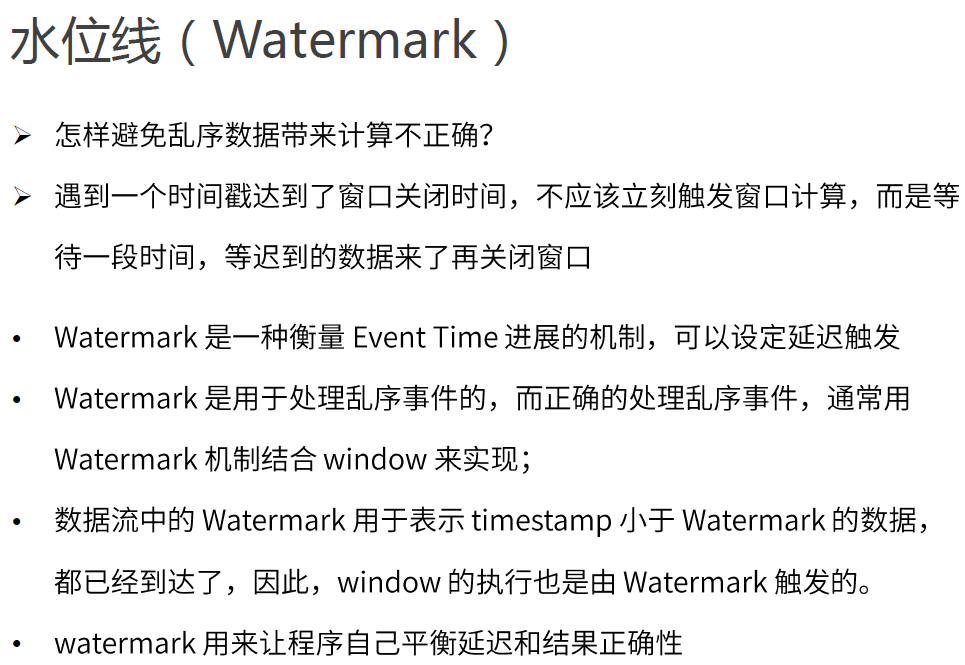 水位线（Watermark）
➢ 怎样避免乱序数据带来计算不正确？
➢ 遇到一个时间戳达到了窗口关闭时间，不应该立刻触发窗口计算，而是等
待一段时间，等迟到的数据来了再关闭窗口
• Watermark 是一种衡量 Event Time 进展的机制，可以设定延迟触发
• Watermark 是用于处理乱序事件的，而正确的处理乱序事件，通常用
Watermark 机制结合 window 来实现；
• 数据流中的 Watermark 用于表示 timestamp 小于 Watermark 的数据，
都已经到达了，因此，window 的执行也是由 Watermark 触发的。
• watermark 用来让程序自己平衡延迟和结果正确性